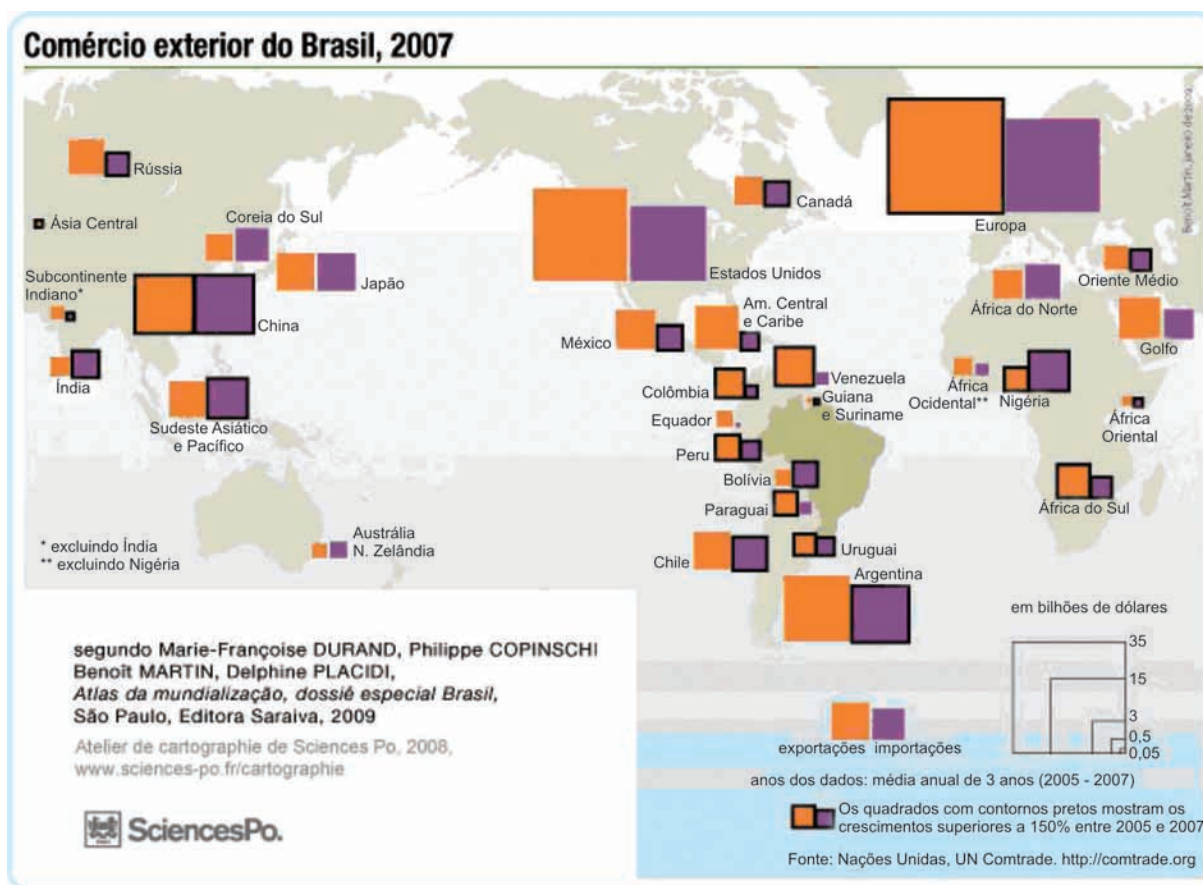 Comércio exterior do Brasil, 2007
Benoît Martin, janeiro de 2009
Rússia
Ásia Central
Coreia do Sul
Subcontinente
Indiano*
Japão
China
Índia
Sudeste Asiático
e Pacífico
Austrália
N. Zelândia
* excluindo Índia
** excluindo Nigéria
Canadá
Estados Unidos
México
Am. Central
e Caribe
Colômbia
Venezuela
Guiana
e Suriname
Equador
Peru
Bolívia
Paraguai
Chile
Uruguai
Argentina
Europa
Oriente Médio
África do Norte
Golfo
África
Ocidental**
Nigéria
África
Oriental
África do Sul
em bilhões de dólares
35
15
3
0,5
0,05
exportações importações
anos dos dados: média anual de 3 anos (2005 - 2007)
Os quadrados com contornos pretos mostram os
crescimentos superiores a 150% entre 2005 e 2007
Fonte: Nações Unidas, UN Comtrade. http://comtrade.org
segundo Marie-Françoise DURAND, Philippe COPINSCHI
Benoît MARTIN, Delphine PLACIDI,
Atlas da mundialização, dossiê especial Brasil,
São Paulo, Editora Saraiva, 2009
Atelier de cartographie de Sciences Po, 2008,
www.sciences-po.fr/cartographie
SciencesPo.